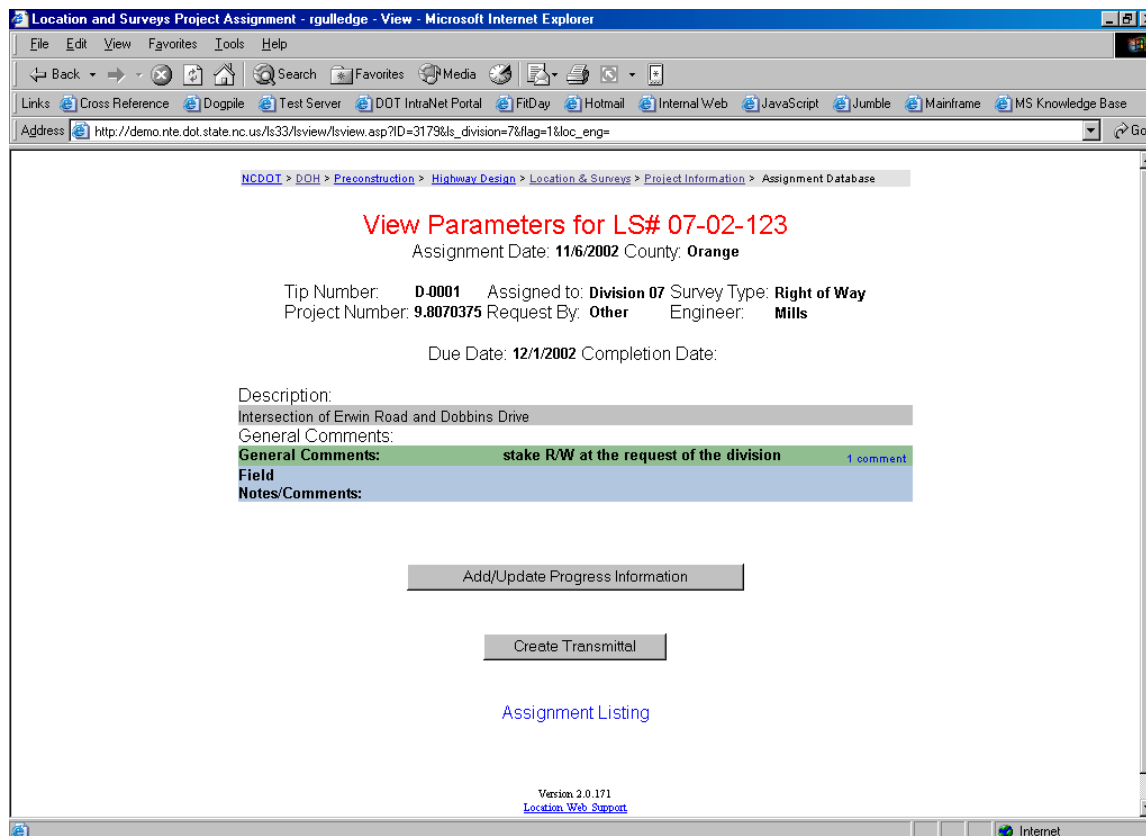 Location and Surveys Project Assignment - rgulledge - View - Microsoft Internet Explorer
File Edit View Favorites Tools Help
Back Search Favorites Media
Links Cross Reference Dogpile Test Server DOT IntraNet Portal FitDay Hotmail Internal Web JavaScript Jumble Mainframe MS Knowledge Base
Address http://demo.nte.dot.state.nc.us/ls33/lsview/lsview.asp?ID=3179&ls_division=7&flag=1&loc_eng= Go
NCDOT > DOH > Preconstruction > Highway Design > Location & Surveys > Project Information > Assignment Database
View Parameters for LS# 07-02-123
Assignment Date: 11/6/2002 County: Orange
Tip Number: D-0001 Assigned to: Division 07 Survey Type: Right of Way
Project Number: 9.8070375 Request By: Other Engineer: Mills
Due Date: 12/1/2002 Completion Date:
Description:
Intersection of Erwin Road and Dobbins Drive
General Comments:
General Comments: stake R/W at the request of the division 1 comment
Field
Notes/Comments:
Add/Update Progress Information
Create Transmittal
Assignment Listing
Version 2.0.171
Location Web Support
Internet